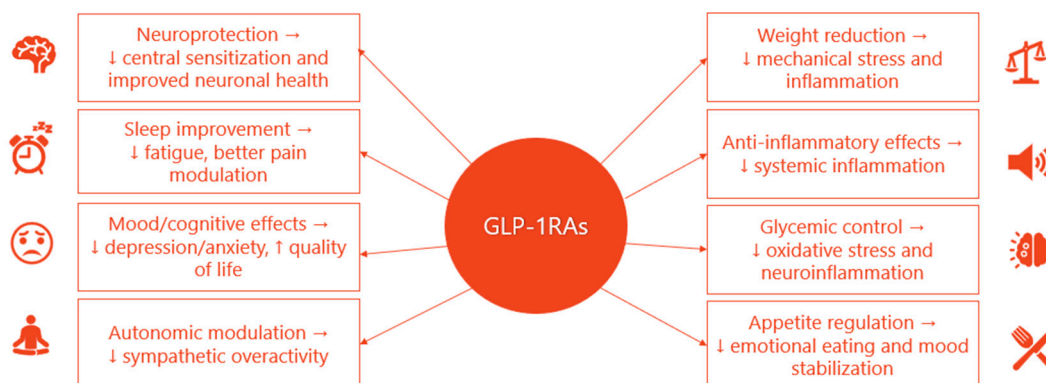 Neuroprotection →
↓ central sensitization and
improved neuronal health
Sleep improvement →
↓ fatigue, better pain
modulation
Mood/cognitive effects →
↓ depression/anxiety, ↑ quality
of life
Autonomic modulation →
↓ sympathetic overactivity
zzz
GLP-1RAs
Weight reduction →
↓ mechanical stress and
inflammation
Anti-inflammatory effects →
↓ systemic inflammation
Glycemic control →
↓ oxidative stress and
neuroinflammation
Appetite regulation →
↓ emotional eating and mood
stabilization